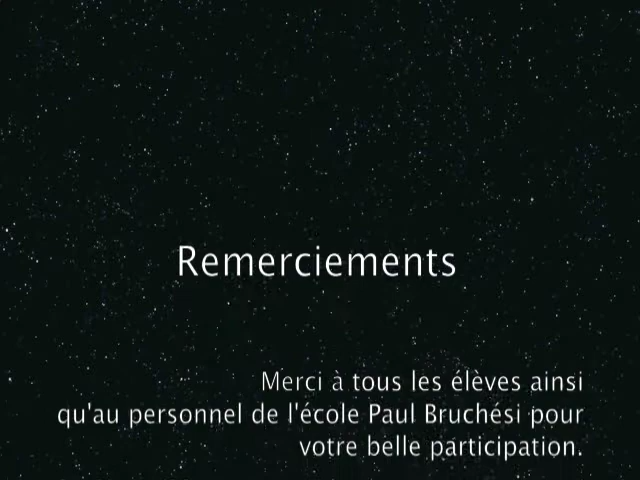 Remerciements
Merci à tous les élèves ainsi
qu'au personnel de l'école Paul Bruchési pour
votre belle participation.